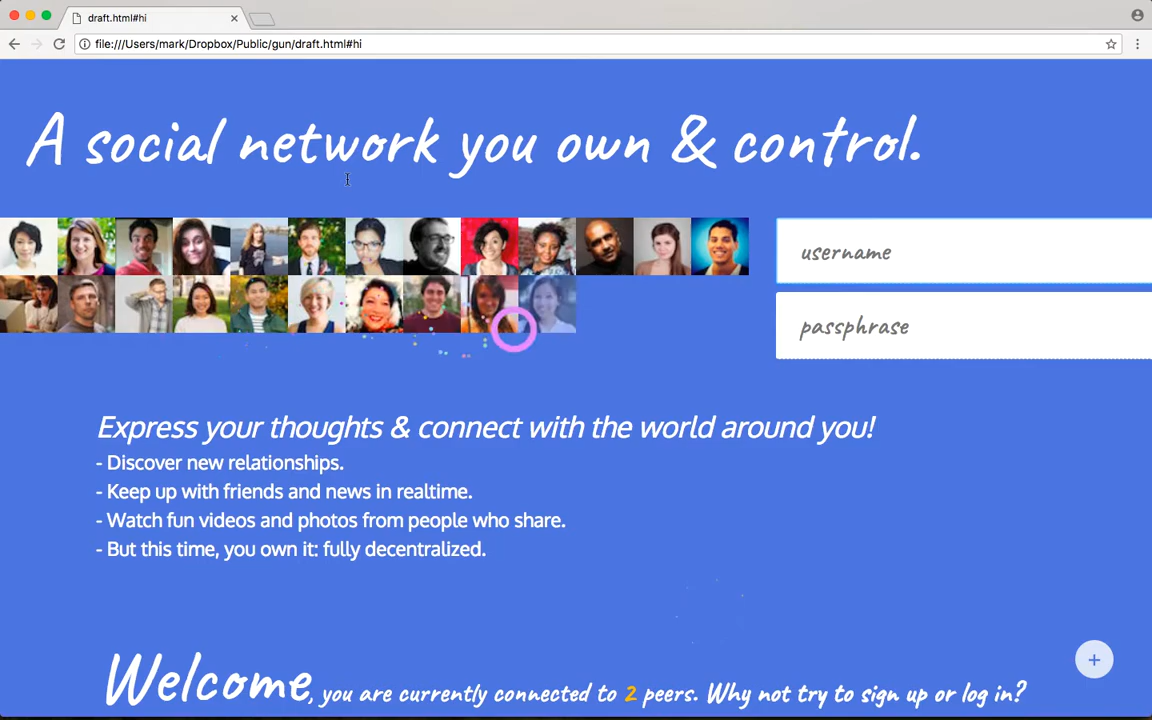 draft.html#hi
file:///Users/mark/Dropbox/Public/gun/draft.html#hi
A social network you own & control.
username
passphrase
Express your thoughts & connect with the world around you!
- Discover new relationships.
- Keep up with friends and news in realtime.
- Watch fun videos and photos from people who share.
- But this time, you own it: fully decentralized.
Welcome, you are currently connected to 2 peers. Why not try to sign up or log in?